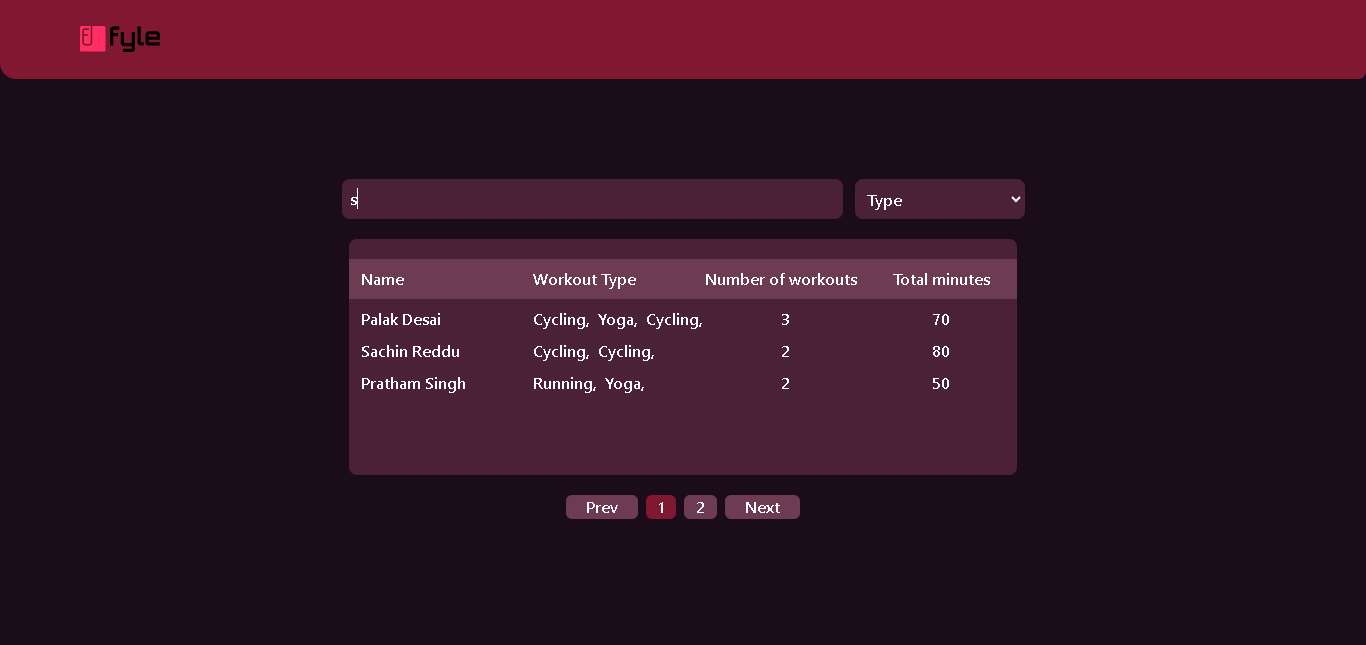 fyle
s
Type
Name Workout Type Number of workouts Total minutes
Palak Desai Cycling, Yoga, Cycling, 3 70
Sachin Reddu Cycling, Cycling, 2 80
Pratham Singh Running, Yoga, 2 50
Prev 1 2 Next